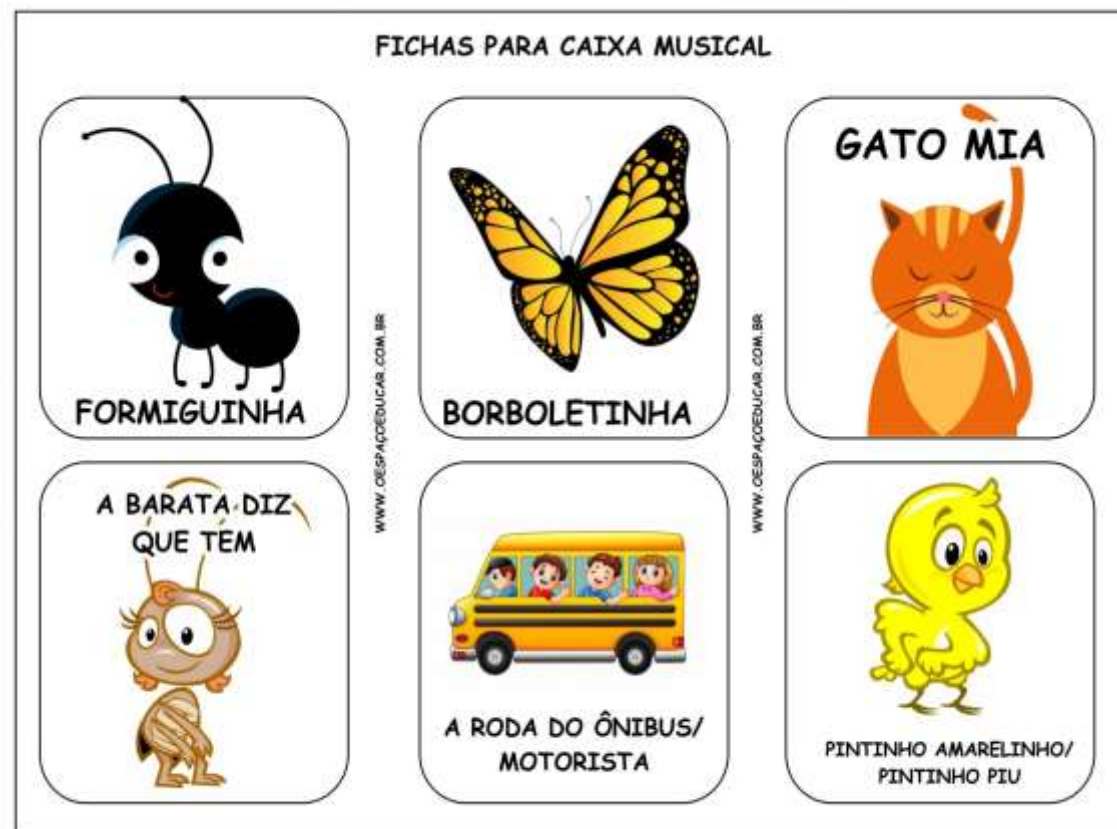 FICHAS PARA CAIXA MUSICAL
FORMIGUINHA
BORBOLETINHA
GATO MIA
WWW.OESPAÇOEDUCAR.COM.BR
WWW.OESPAÇOEDUCAR.COM.BR
A BARATA DIZ
QUE TEM
A RODA DO ÔNIBUS/
MOTORISTA
PINTINHO AMARELINHO/
PINTINHO PIU